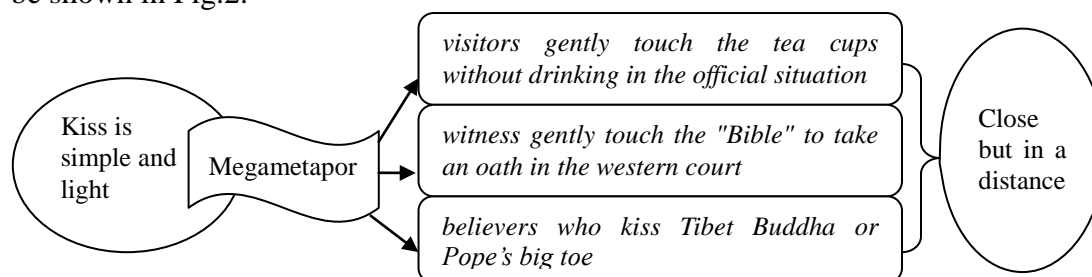 be shown in Fig.2.
Kiss is
simple and
light
Megametapor
visitors gently touch the tea cups
without drinking in the official situation
witness gently touch the "Bible" to take
an oath in the western court
believers who kiss Tibet Buddha or
Pope's big toe
Close
but in a
distance